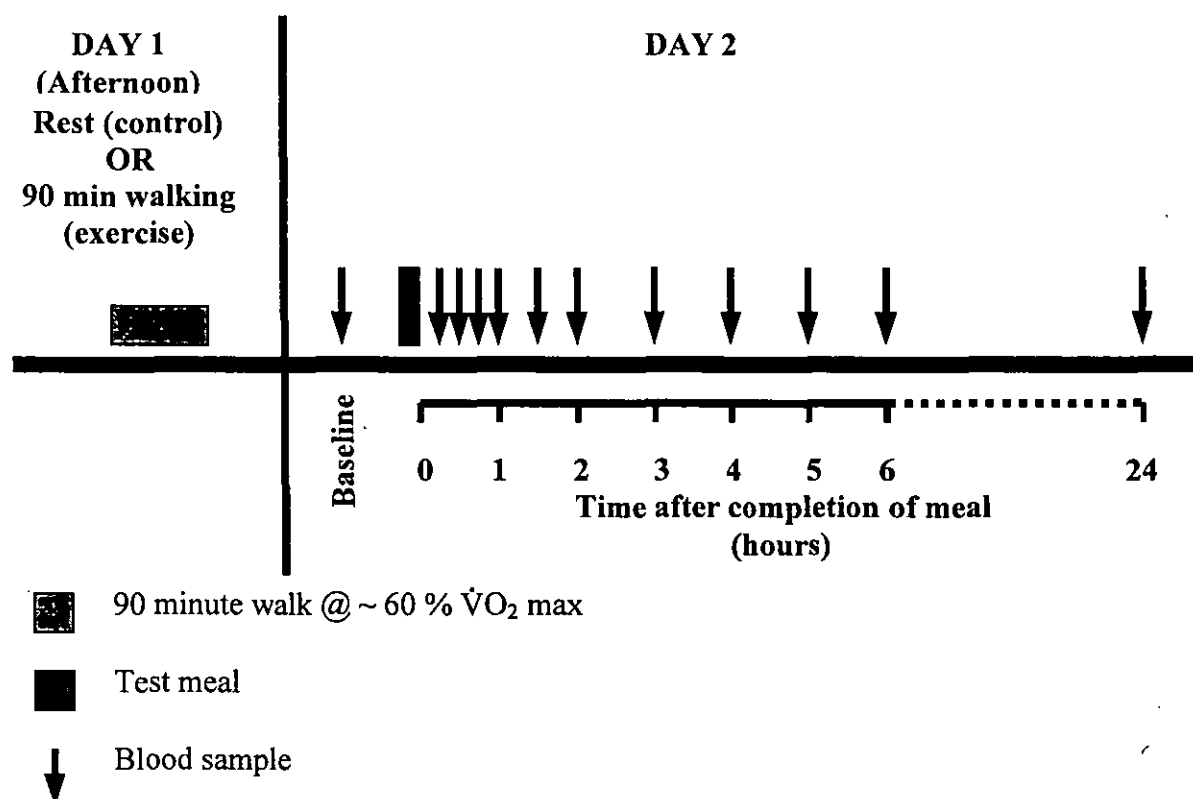 DAY 1
(Afternoon)
Rest (control)
OR
90 min walking
(exercise)
DAY 2
Baseline
0 1 2 3 4 5 6 24
Time after completion of meal
(hours)
90 minute walk @ ~ 60 % V̇O₂ max
Test meal
Blood sample